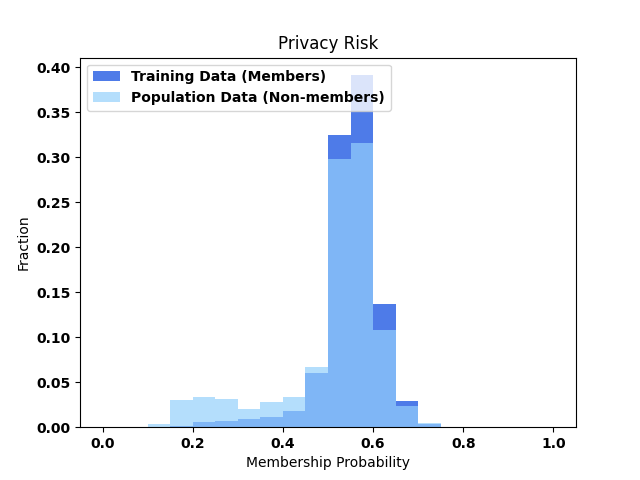 Privacy Risk
Training Data (Members)
Population Data (Non-members)
0.40
0.35
0.30
0.25
0.20
0.15
0.10
0.05
0.00
Fraction
0.0 0.2 0.4 0.6 0.8 1.0
Membership Probability